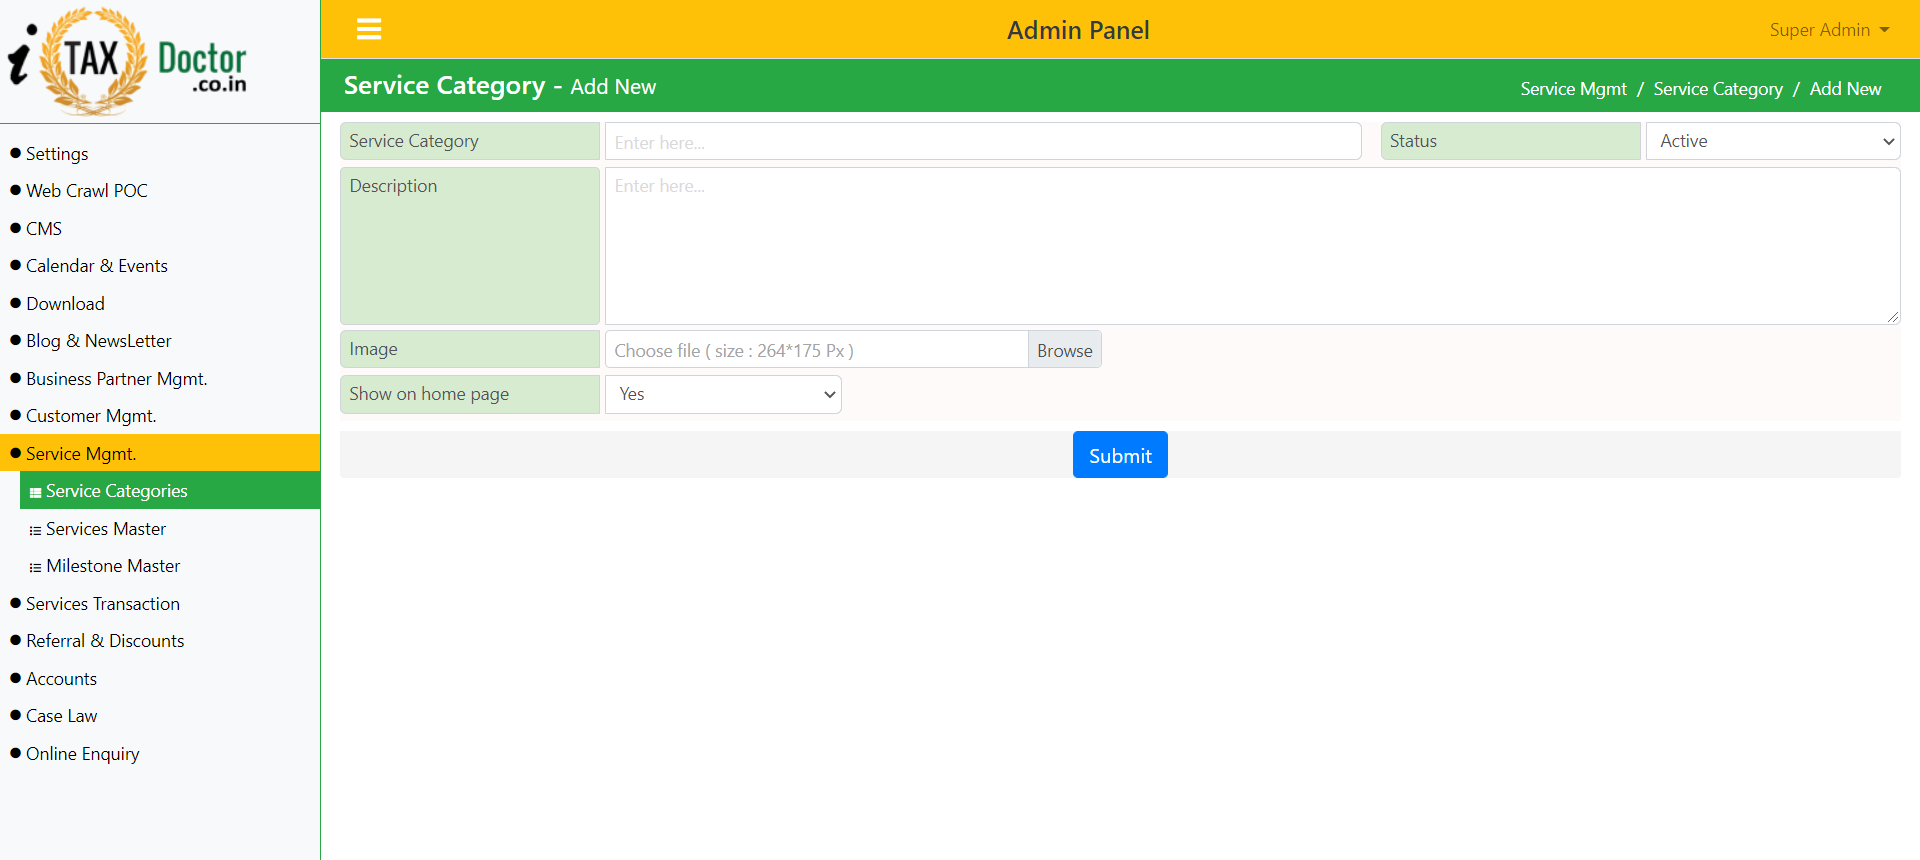 i TAX Doctor
.co.in
Admin Panel
Super Admin
Service Category - Add New
Service Mgmt / Service Category / Add New
Settings
Web Crawl POC
CMS
Calendar & Events
Download
Blog & NewsLetter
Business Partner Mgmt.
Customer Mgmt.
Service Mgmt.
Service Categories
Services Master
Milestone Master
Services Transaction
Referral & Discounts
Accounts
Case Law
Online Enquiry
Service Category Enter here... Status Active
Description Enter here...
Image Choose file ( size : 264*175 Px ) Browse
Show on home page Yes
Submit